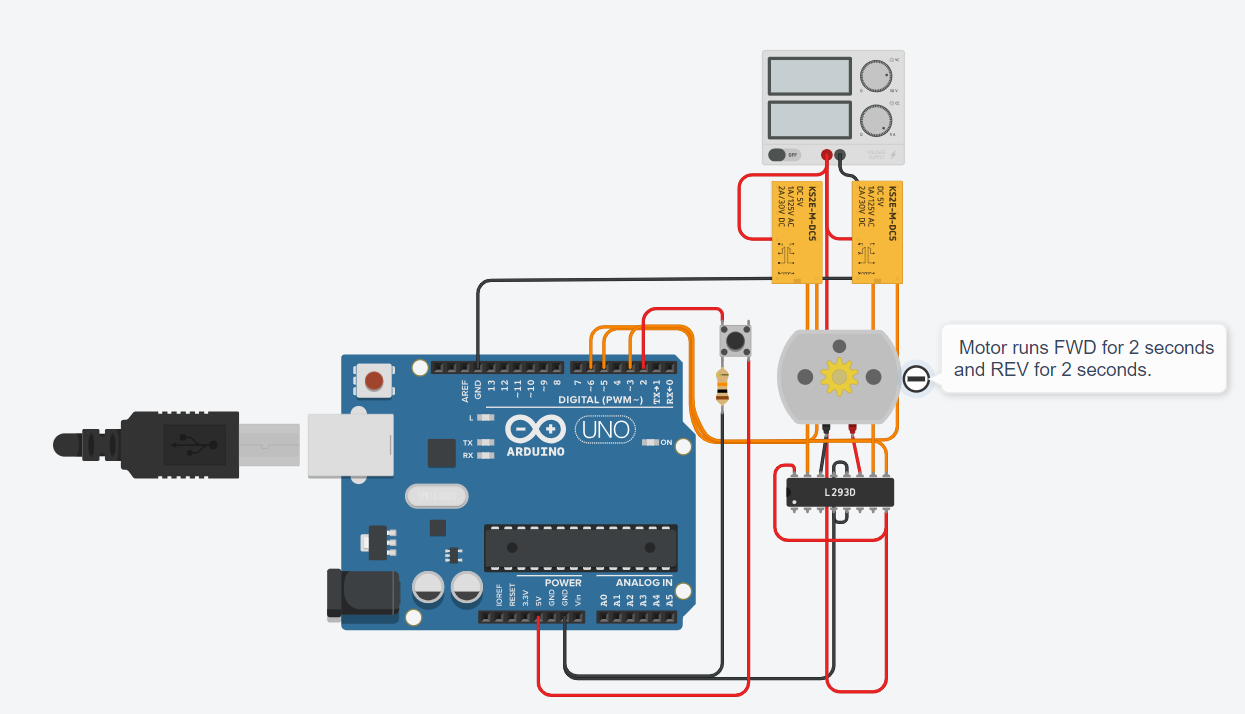 OFF
KS2E-M-DC5
DC 5V
1A/125V AC
2A/30V DC
KS2E-M-DC5
DC 5V
1A/125V AC
2A/30V DC
Motor runs FWD for 2 seconds
and REV for 2 seconds.
AREF
GND
13
12
~11
~10
~9
8
7
~6
~5
4
~3
2
TX→1
RX←0
DIGITAL (PWM~)
L
TX
RX
UNO
ON
ARDUINO
L293D
POWER
ANALOG IN
IOREF
RESET
3.3V
5V
GND
GND
Vin
A0
A1
A2
A3
A4
A5